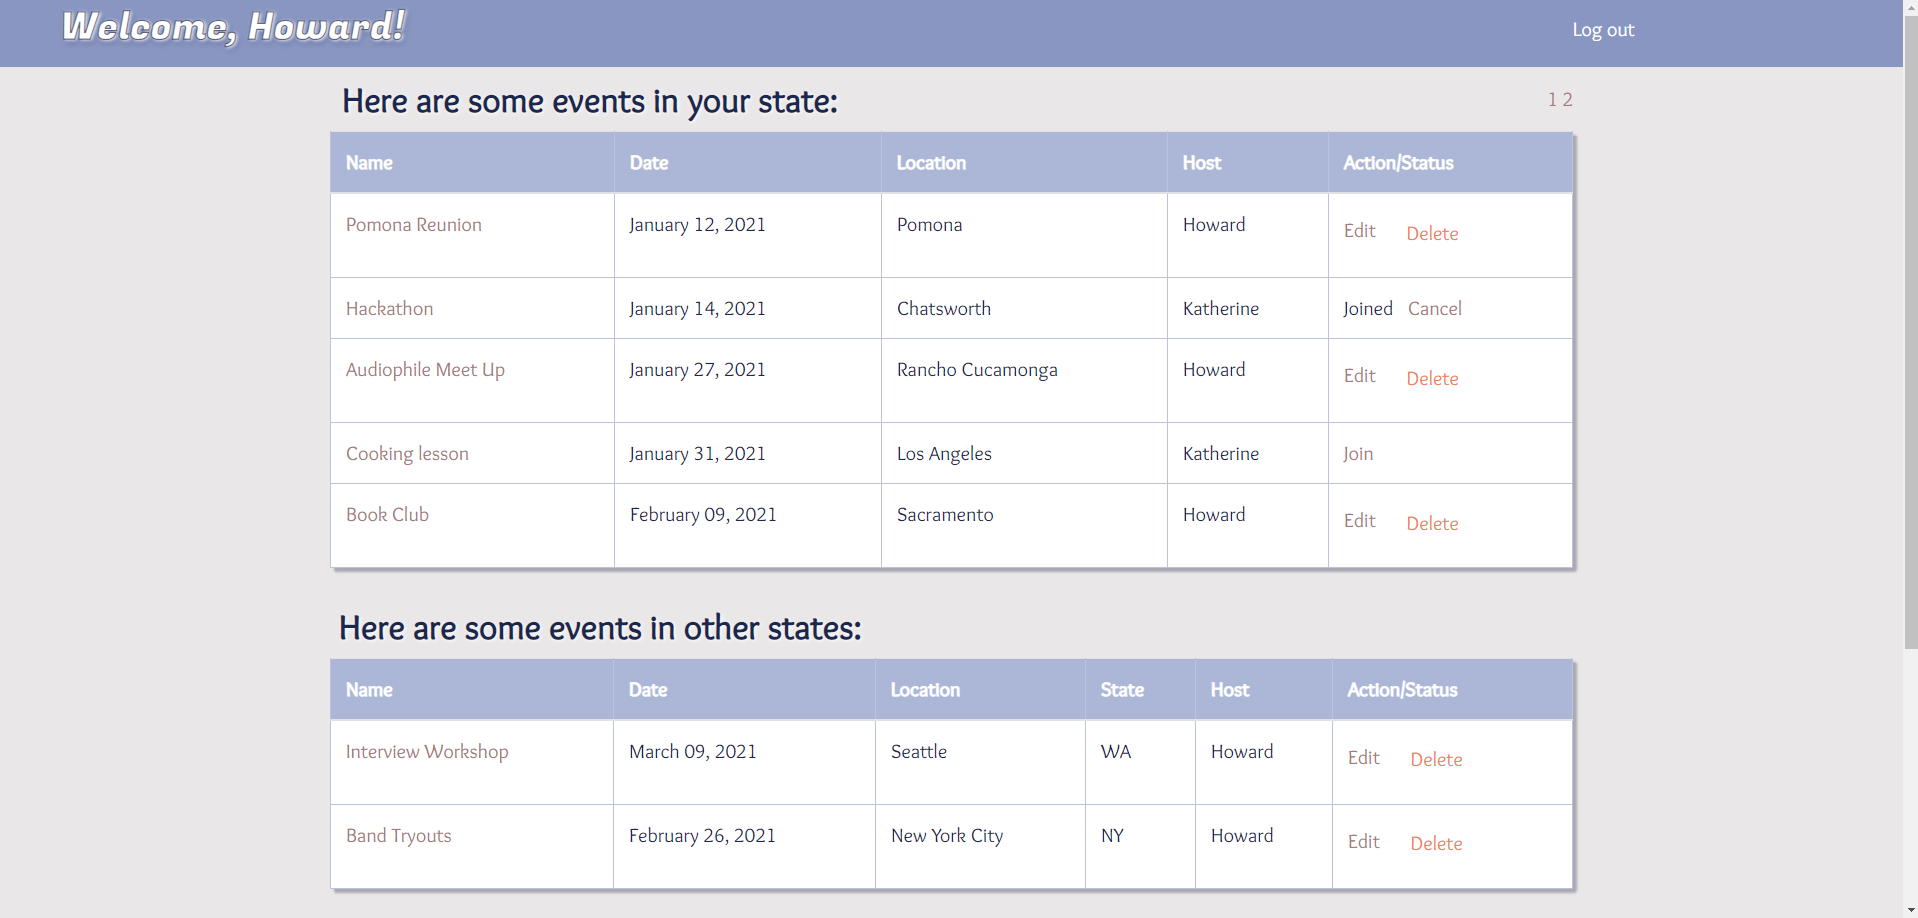 Welcome, Howard! Log out
Here are some events in your state: 1 2
Name Date Location Host Action/Status
Pomona Reunion January 12, 2021 Pomona Howard Edit Delete
Hackathon January 14, 2021 Chatsworth Katherine Joined Cancel
Audiophile Meet Up January 27, 2021 Rancho Cucamonga Howard Edit Delete
Cooking lesson January 31, 2021 Los Angeles Katherine Join
Book Club February 09, 2021 Sacramento Howard Edit Delete
Here are some events in other states:
Name Date Location State Host Action/Status
Interview Workshop March 09, 2021 Seattle WA Howard Edit Delete
Band Tryouts February 26, 2021 New York City NY Howard Edit Delete